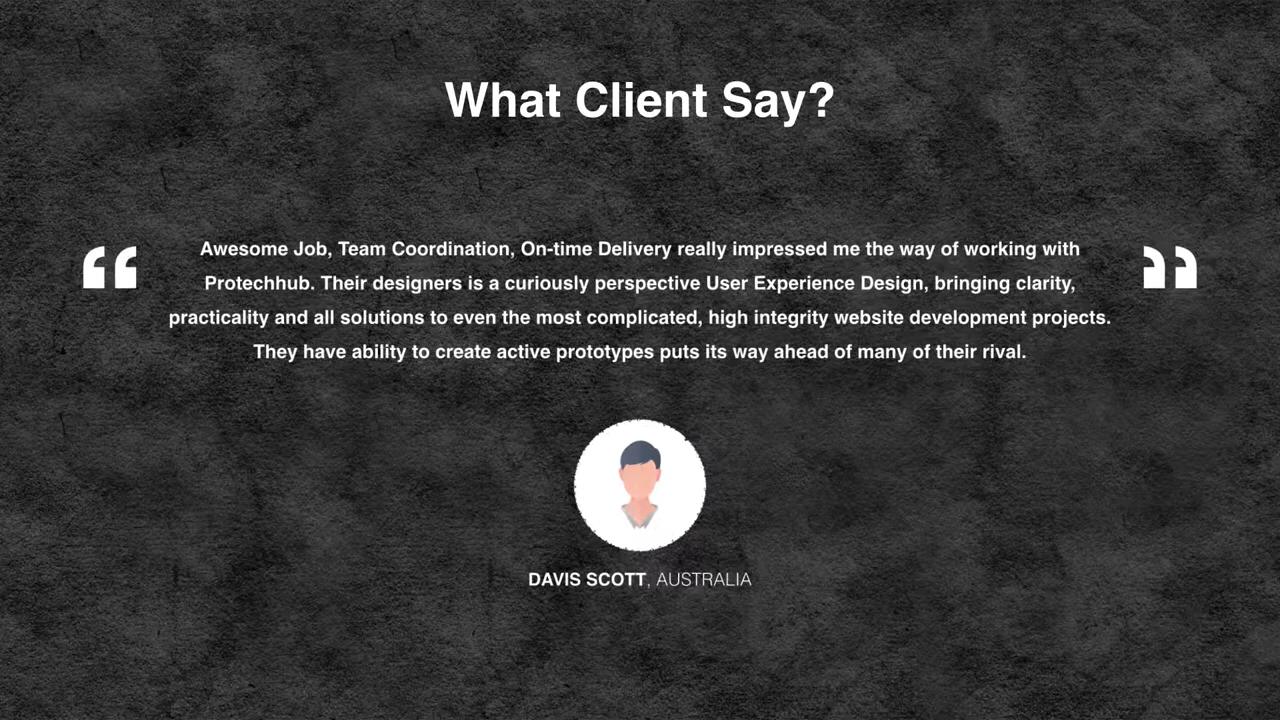 What Client Say?
“ Awesome Job, Team Coordination, On-time Delivery really impressed me the way of working with ”
Protechhub. Their designers is a curiously perspective User Experience Design, bringing clarity,
practicality and all solutions to even the most complicated, high integrity website development projects.
They have ability to create active prototypes puts its way ahead of many of their rival.
DAVIS SCOTT, AUSTRALIA